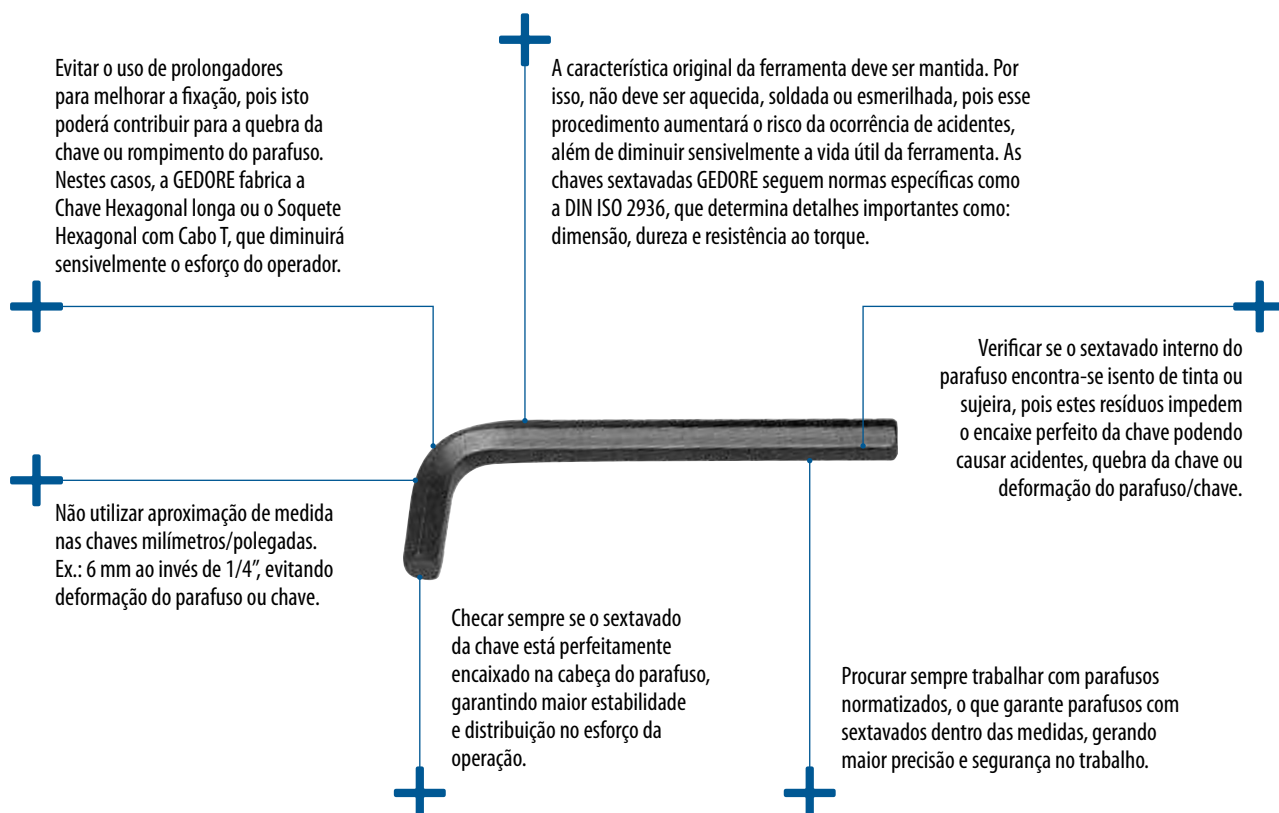 Evitar o uso de prolongadores
para melhorar a fixação, pois isto
poderá contribuir para a quebra da
chave ou rompimento do parafuso.
Nestes casos, a GEDORE fabrica a
Chave Hexagonal longa ou o Soquete
Hexagonal com Cabo T, que diminuirá
sensivelmente o esforço do operador.
A característica original da ferramenta deve ser mantida. Por
isso, não deve ser aquecida, soldada ou esmerilhada, pois esse
procedimento aumentará o risco da ocorrência de acidentes,
além de diminuir sensivelmente a vida útil da ferramenta. As
chaves sextavadas GEDORE seguem normas específicas como
a DIN ISO 2936, que determina detalhes importantes como:
dimensão, dureza e resistência ao torque.
Verificar se o sextavado interno do
parafuso encontra-se isento de tinta ou
sujeira, pois estes resíduos impedem
o encaixe perfeito da chave podendo
causar acidentes, quebra da chave ou
deformação do parafuso/chave.
Não utilizar aproximação de medida
nas chaves milímetros/polegadas.
Ex.: 6 mm ao invés de 1/4”, evitando
deformação do parafuso ou chave.
Checar sempre se o sextavado
da chave está perfeitamente
encaixado na cabeça do parafuso,
garantindo maior estabilidade
e distribuição no esforço da
operação.
Procurar sempre trabalhar com parafusos
normatizados, o que garante parafusos com
sextavados dentro das medidas, gerando
maior precisão e segurança no trabalho.